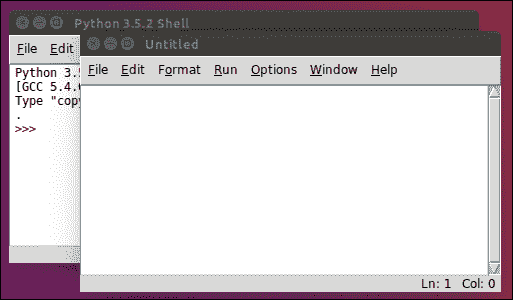 Python 3.5.2 Shell
File Edit
Python 3.5
[GCC 5.4.
Type "copy
.
>>>
Untitled
File Edit Format Run Options Window Help
Ln: 1 Col: 0